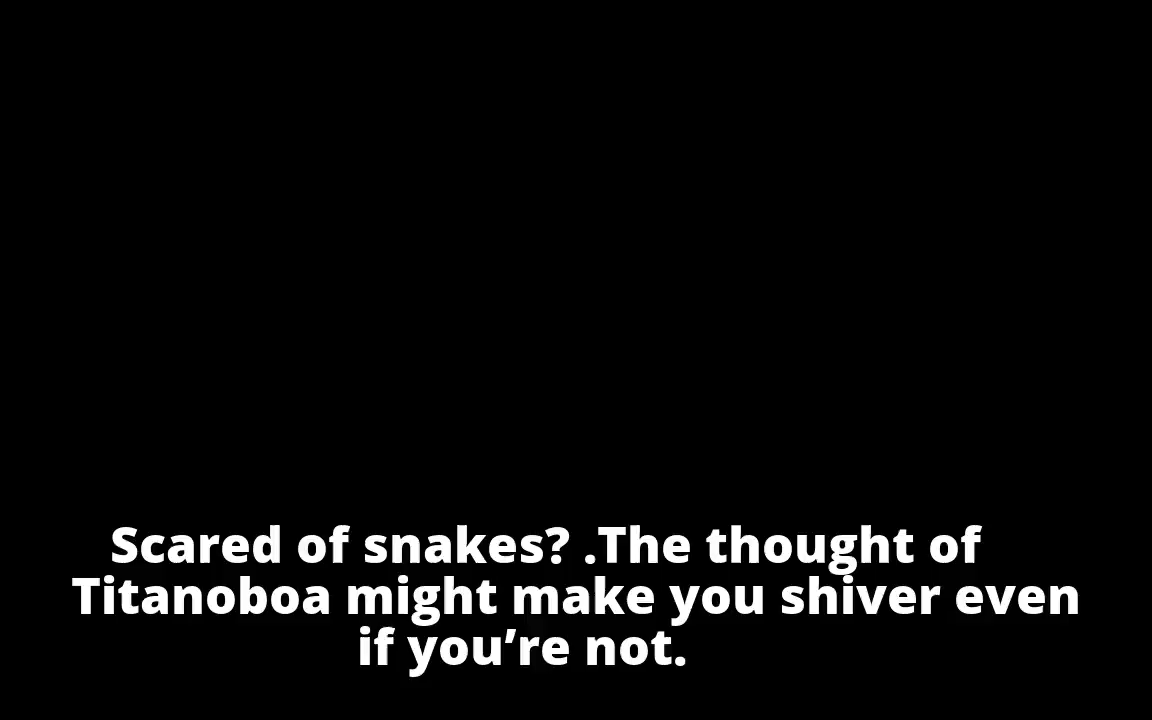 Scared of snakes? .The thought of
Titanoboa might make you shiver even
if you’re not.